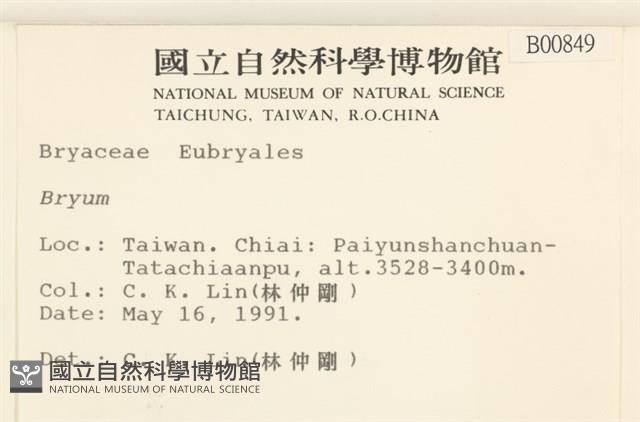 B00849
國立自然科學博物館
NATIONAL MUSEUM OF NATURAL SCIENCE
TAICHUNG, TAIWAN, R.O.CHINA
Bryaceae Eubryales
Bryum
Loc.: Taiwan. Chiai: Paiyunshanchuan-
Tatachiaanpu, alt.3528-3400m.
Col.: C. K. Lin(林仲剛)
Date: May 16, 1991.
Det.: C. K. Lin(林仲剛)
國立自然科學博物館
NATIONAL MUSEUM OF NATURAL SCIENCE